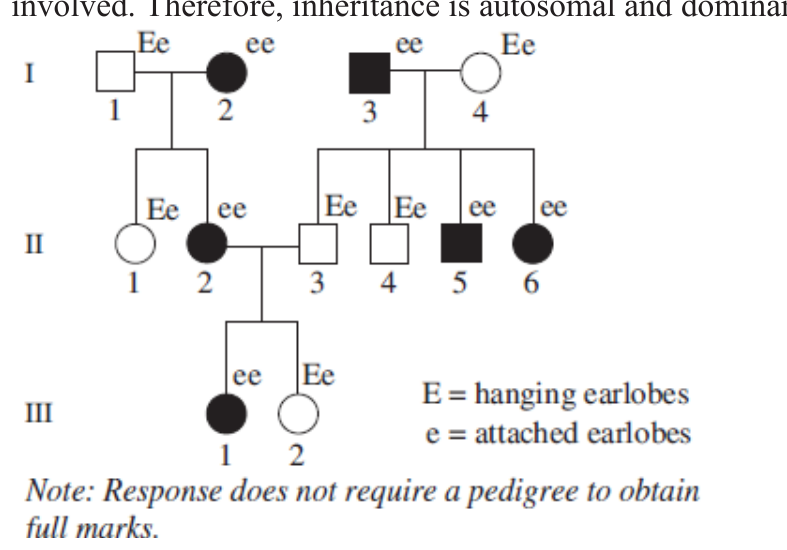 involved. Therefore, inheritance is autosomal and
Ee ee ee Ee
I
1 2 3 4
Ee ee Ee Ee ee ee
II
1 2 3 4 5 6
ee Ee
E = hanging earlobes
III
e = attached earlobes
1 2
Note: Response does not require a pedigree to obtain
full marks.